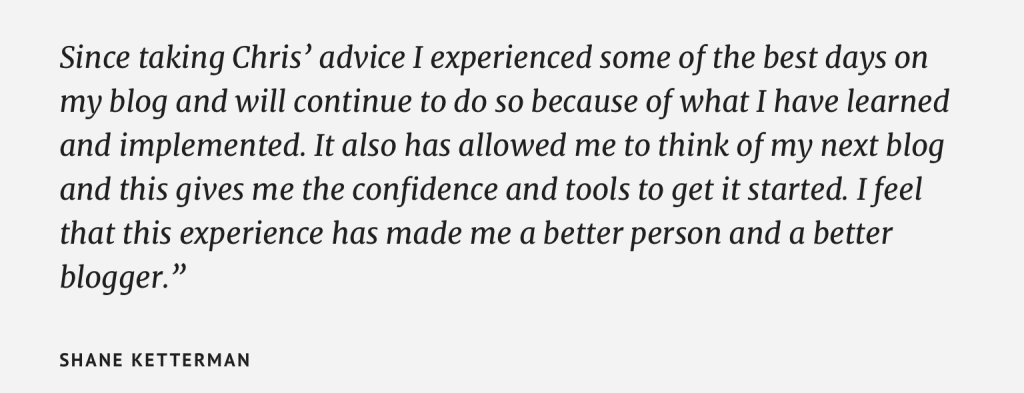 Since taking Chris’ advice I experienced some of the best days on
my blog and will continue to do so because of what I have learned
and implemented. It also has allowed me to think of my next blog
and this gives me the confidence and tools to get it started. I feel
that this experience has made me a better person and a better
blogger.”
SHANE KETTERMAN